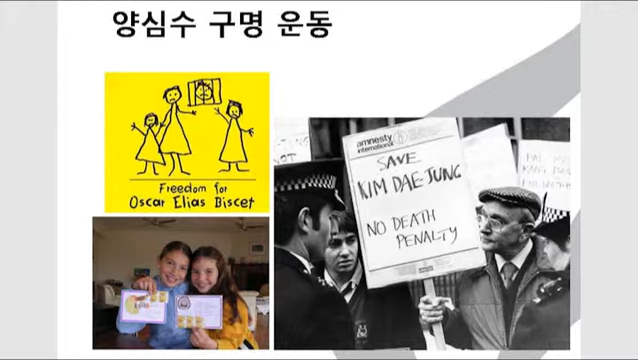 양심수 구명 운동
Freedom for
Oscar Elias Biscet
amnesty
international
SAVE
KIM DAE JUNG
NO DEATH
PENALTY